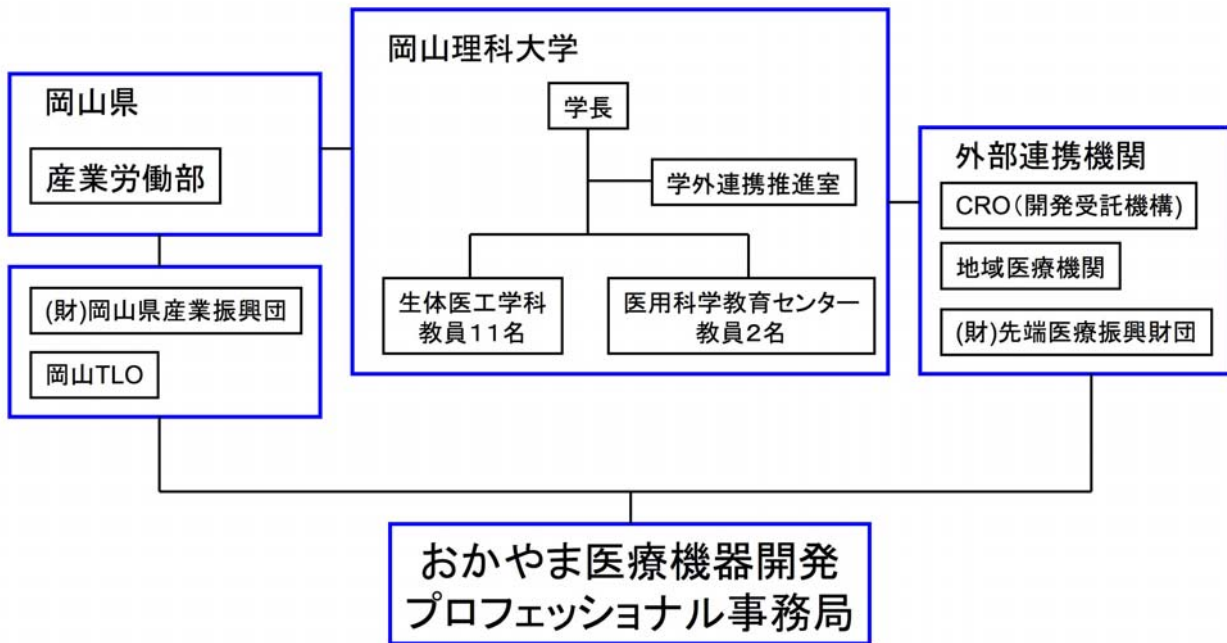 岡山県
産業労働部
(財)岡山県産業振興団
岡山TLO
岡山理科大学
学長
学外連携推進室
生体医工学科
教員11名
医用科学教育センター
教員2名
外部連携機関
CRO(開発受託機構)
地域医療機関
(財)先端医療振興財団
おかやま医療機器開発
プロフェッショナル事務局